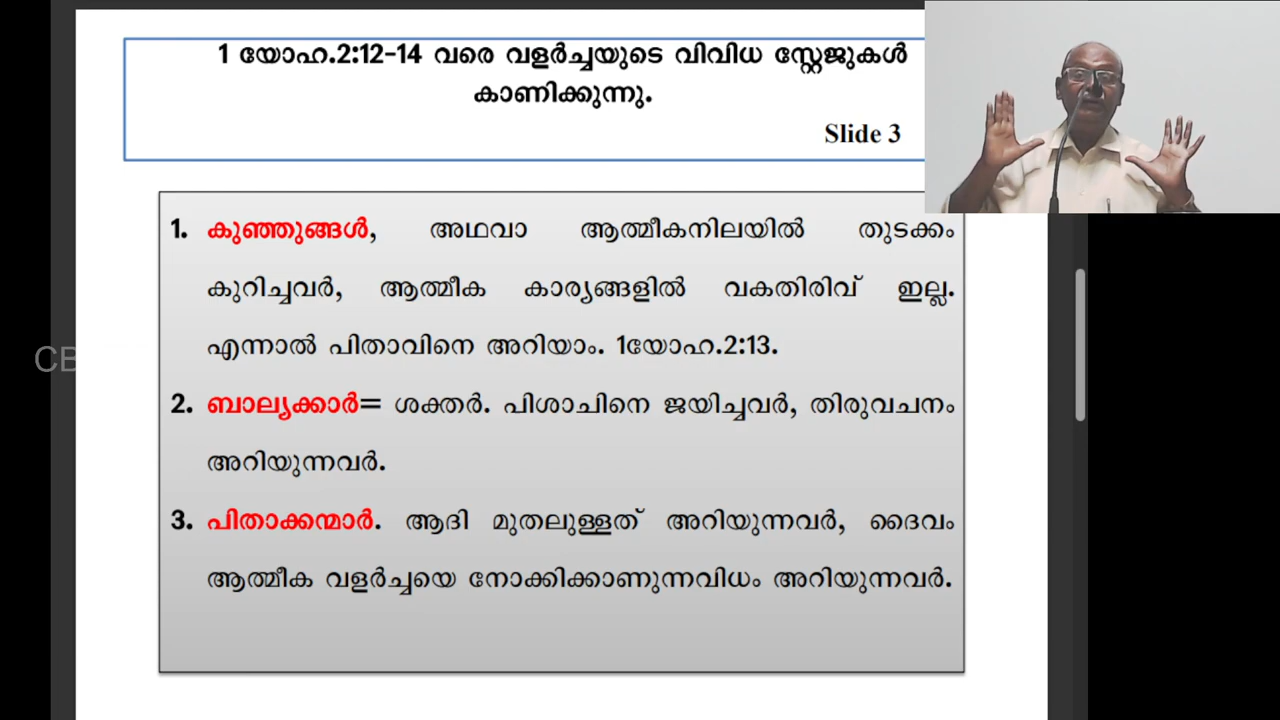 1 യോഹ.2:12-14 വരെ വളർച്ചയുടെ വിവിധ സ്റ്റേജുകൾ
കാണിക്കുന്നു.
Slide 3
1. കുഞ്ഞുങ്ങൾ, അഥവാ ആത്മീകനിലയിൽ തുടക്കം
കുറിച്ചവർ, ആത്മീക കാര്യങ്ങളിൽ വകതിരിവ് ഇല്ല.
എന്നാൽ പിതാവിനെ അറിയാം. 1യോഹ.2:13.
CB
2. ബാല്യക്കാർ= ശക്തർ. പിശാചിനെ ജയിച്ചവർ, തിരുവചനം
അറിയുന്നവർ.
3. പിതാക്കന്മാർ. ആദി മുതലുള്ളത് അറിയുന്നവർ, ദൈവം
ആത്മീക വളർച്ചയെ നോക്കിക്കാണുന്നവിധം അറിയുന്നവർ.